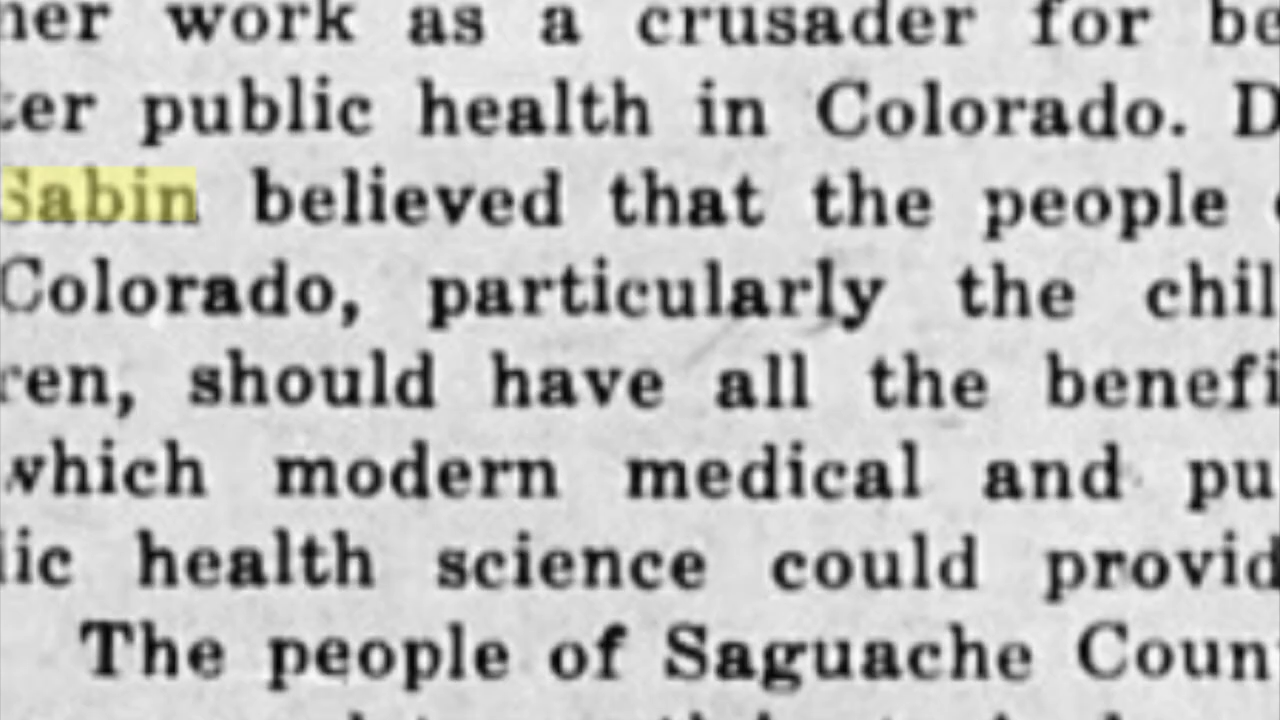 her work as a crusader for be
ter public health in Colorado. D
Sabin believed that the people
Colorado, particularly the chil
ren, should have all the benefi
which modern medical and pu
lic health science could provid
The people of Saguache Coun